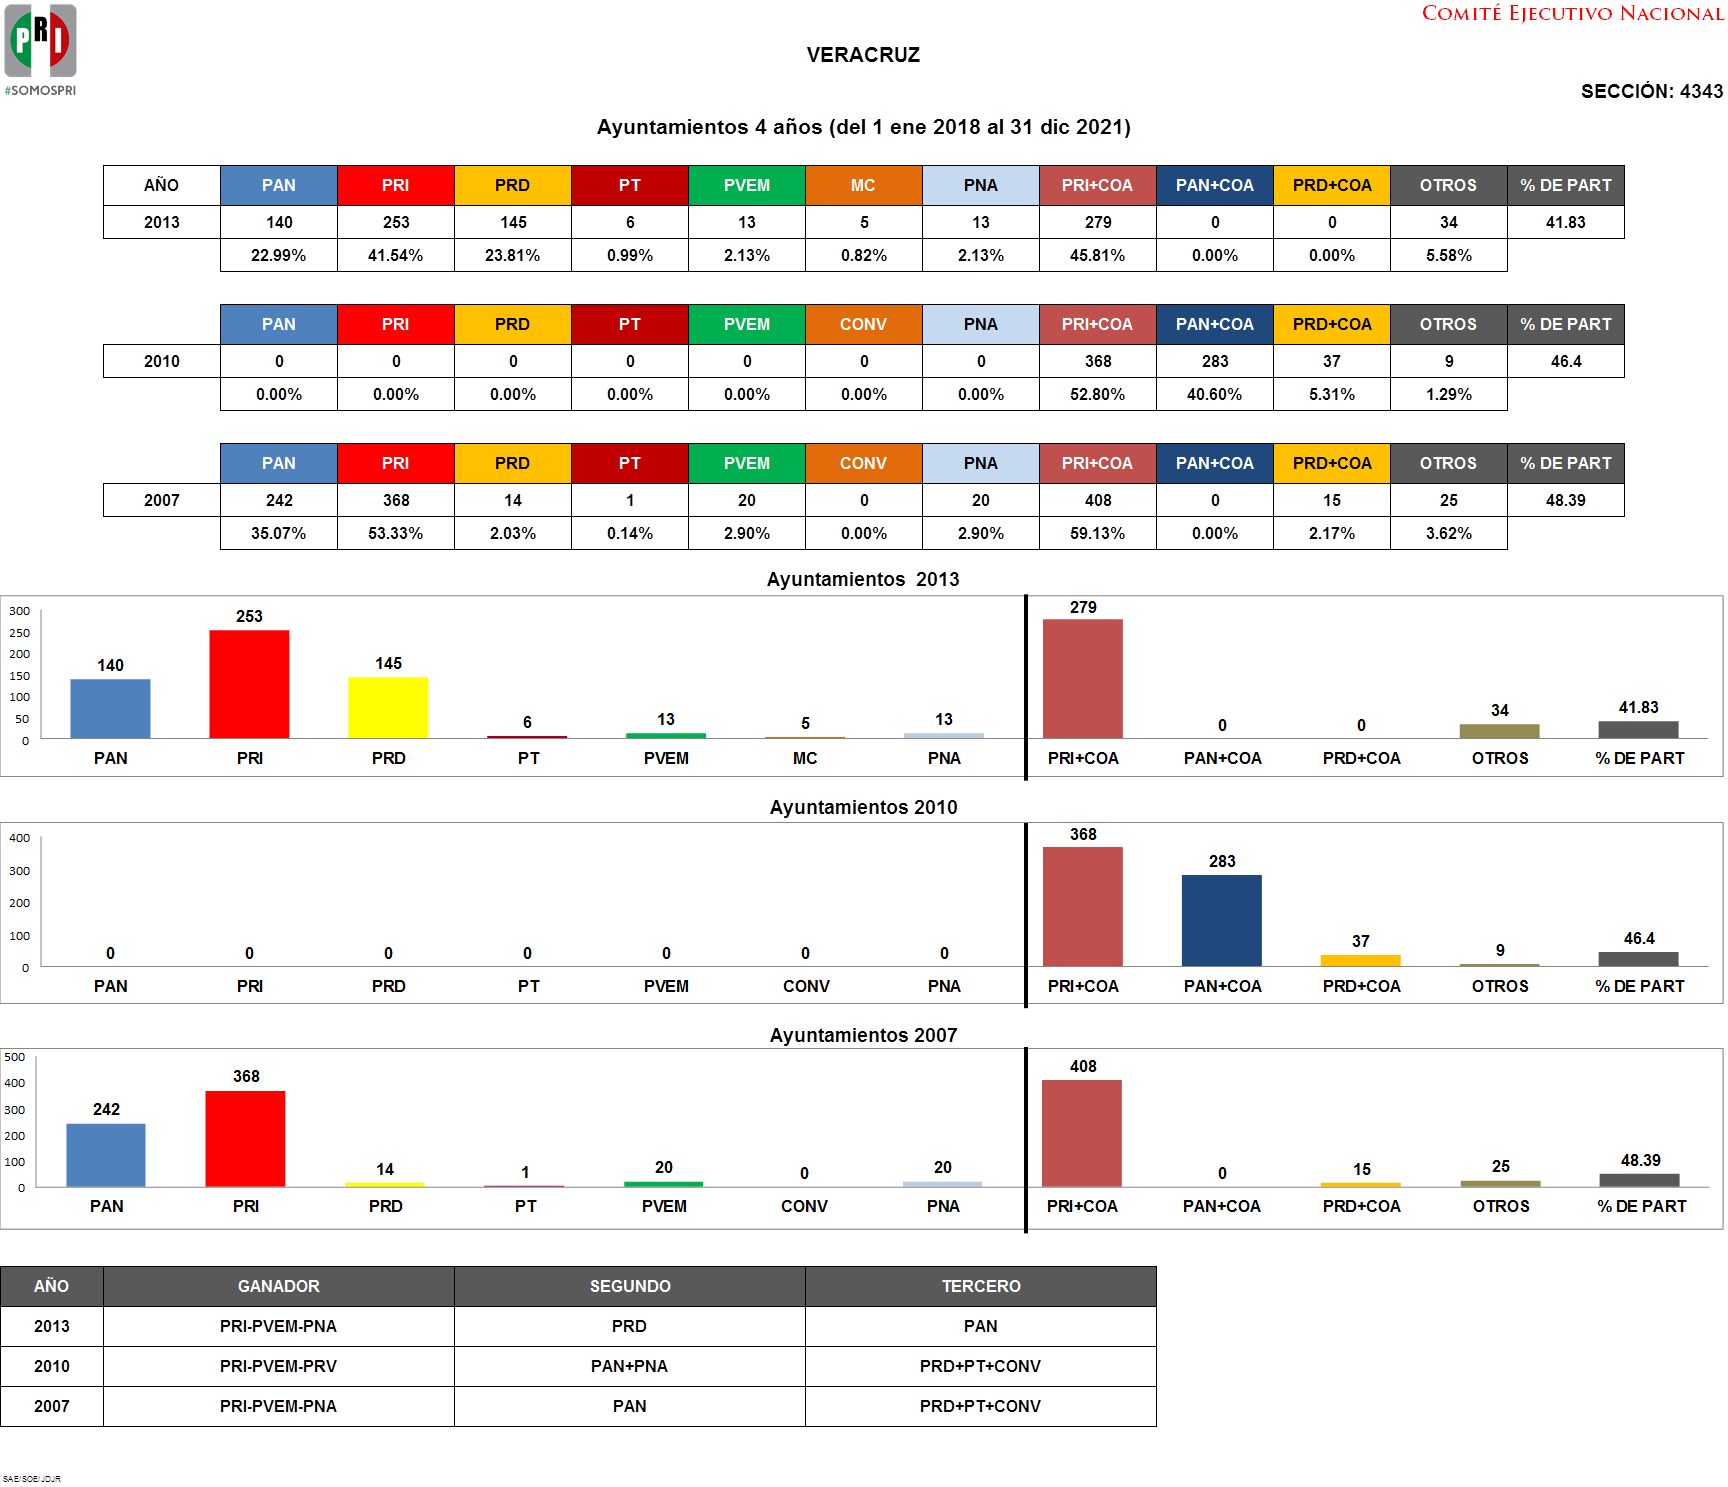 PRI
#SOMOSPRI
COMITÉ EJECUTIVO NACIONAL
VERACRUZ
SECCIÓN: 4343
Ayuntamientos 4 años (del 1 ene 2018 al 31 dic 2021)
AÑO PAN PRI PRD PT PVEM MC PNA PRI+COA PAN+COA PRD+COA OTROS % DE PART
2013 140 253 145 6 13 5 13 279 0 0 34 41.83
22.99% 41.54% 23.81% 0.99% 2.13% 0.82% 2.13% 45.81% 0.00% 0.00% 5.58%
PAN PRI PRD PT PVEM CONV PNA PRI+COA PAN+COA PRD+COA OTROS % DE PART
2010 0 0 0 0 0 0 0 368 283 37 9 46.4
0.00% 0.00% 0.00% 0.00% 0.00% 0.00% 0.00% 52.80% 40.60% 5.31% 1.29%
PAN PRI PRD PT PVEM CONV PNA PRI+COA PAN+COA PRD+COA OTROS % DE PART
2007 242 368 14 1 20 0 20 408 0 15 25 48.39
35.07% 53.33% 2.03% 0.14% 2.90% 0.00% 2.90% 59.13% 0.00% 2.17% 3.62%
Ayuntamientos 2013
300
250
200
150
100
50
0
140 253 145 6 13 5 13 279 0 0 34 41.83
PAN PRI PRD PT PVEM MC PNA PRI+COA PAN+COA PRD+COA OTROS % DE PART
Ayuntamientos 2010
400
300
200
100
0
0 0 0 0 0 0 0 368 283 37 9 46.4
PAN PRI PRD PT PVEM CONV PNA PRI+COA PAN+COA PRD+COA OTROS % DE PART
Ayuntamientos 2007
500
400
300
200
100
0
242 368 14 1 20 0 20 408 0 15 25 48.39
PAN PRI PRD PT PVEM CONV PNA PRI+COA PAN+COA PRD+COA OTROS % DE PART
AÑO GANADOR SEGUNDO TERCERO
2013 PRI-PVEM-PNA PRD PAN
2010 PRI-PVEM-PRV PAN+PNA PRD+PT+CONV
2007 PRI-PVEM-PNA PAN PRD+PT+CONV
SAE/SOE/JDJR